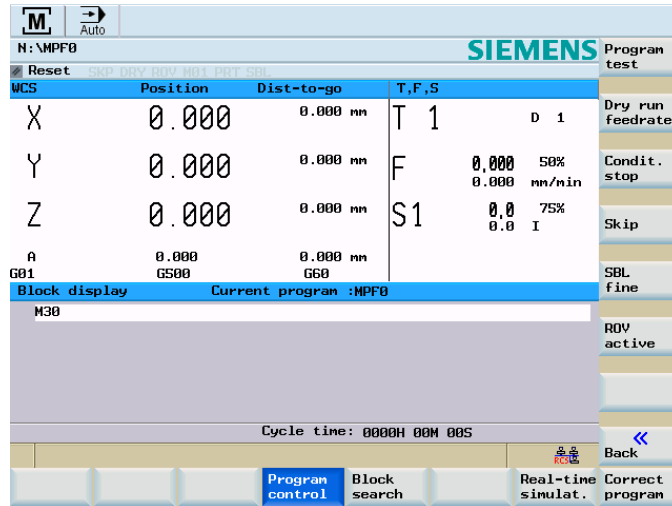 M
Auto
N:\MPF0
SIEMENS
Reset SKP DRY ROV M01 PRT SBL
WCS Position Dist-to-go T,F,S
X 0.000 0.000 mm T 1 D 1
Y 0.000 0.000 mm F 0,000 50%
0.000 mm/min
Z 0.000 0.000 mm S1 0,0 75%
0.0 I
A 0.000 0.000 mm
G01 G500 G60
Block display Current program :MPF0
M30
Cycle time: 0000H 00M 00S
RCS
Program
test
Dry run
feedrate
Condit.
stop
Skip
SBL
fine
ROV
active
«
Back
Program
control
Block
search
Real-time
simulat.
Correct
program